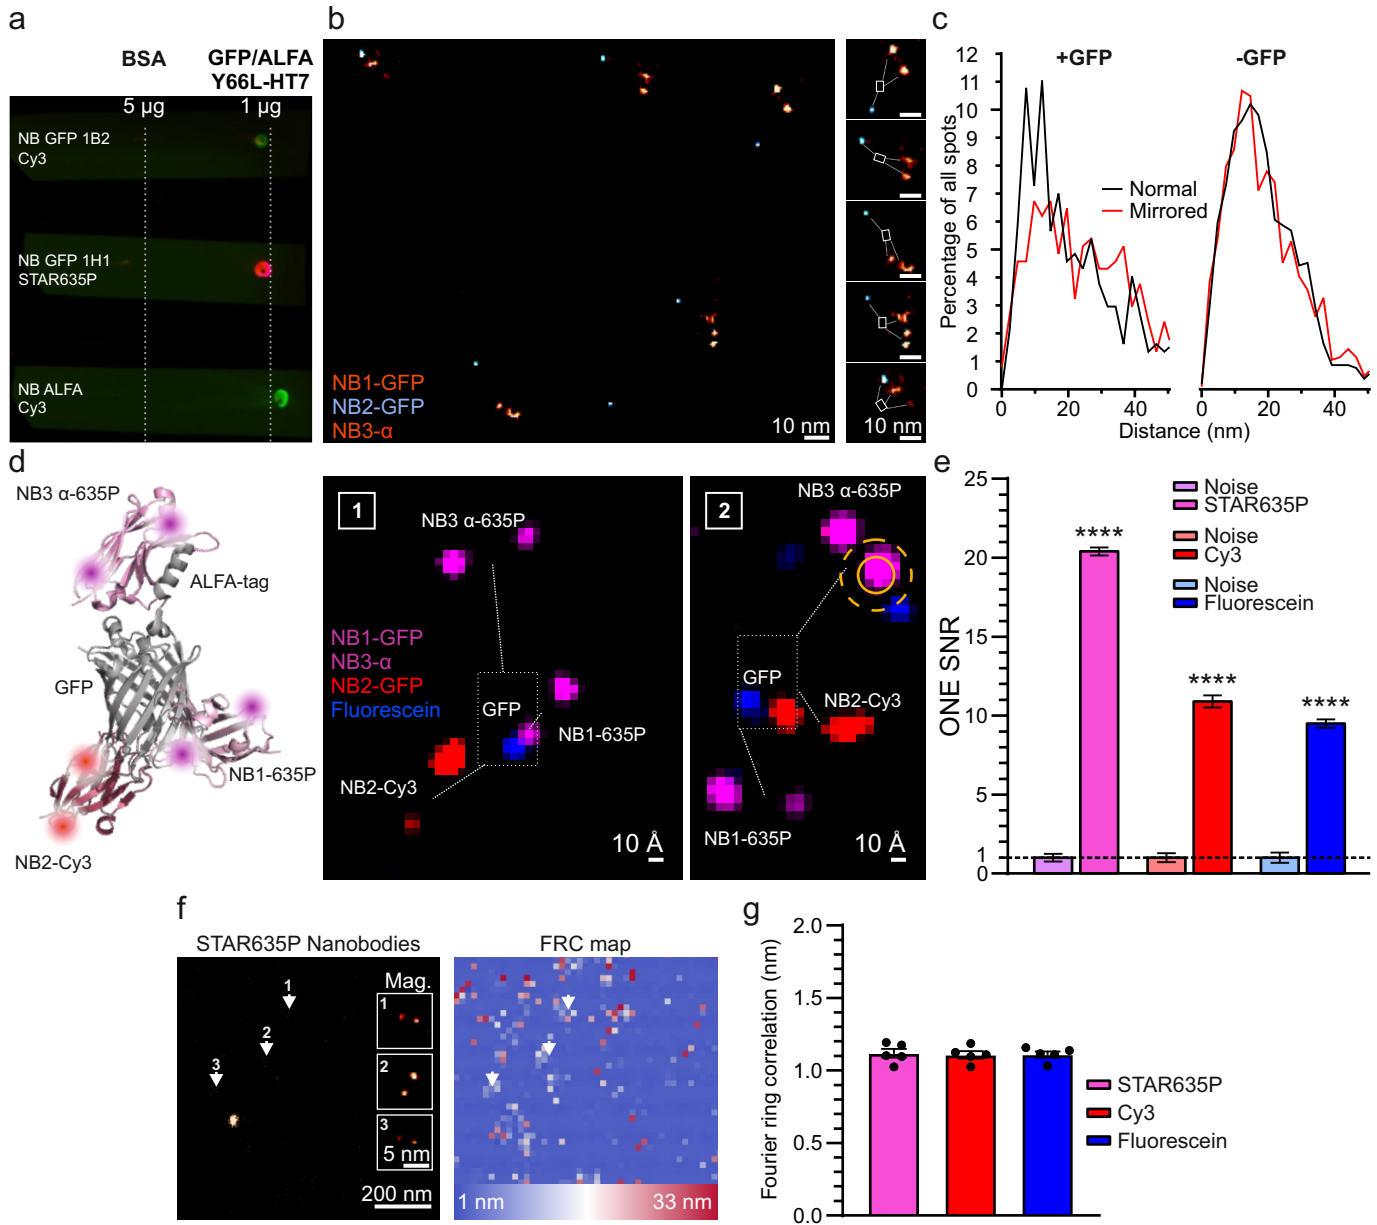 a
BSA
GFP/ALFA
Y66L-HT7
5 µg
1 µg
NB GFP 1B2
Cy3
NB GFP 1H1
STAR635P
NB ALFA
Cy3
b
NB1-GFP
NB2-GFP
NB3-α
10 nm
10 nm
c
+GFP
-GFP
Percentage of all spots
12
11
10
9
8
7
6
5
4
3
2
1
0
Normal
Mirrored
0
20
40
0
20
40
Distance (nm)
d
NB3 α-635P
ALFA-tag
GFP
NB1-635P
NB2-Cy3
1
NB3 α-635P
NB1-GFP
NB3-α
NB2-GFP
Fluorescein
GFP
NB1-635P
NB2-Cy3
10 Å
2
NB3 α-635P
GFP
NB2-Cy3
NB1-635P
10 Å
e
ONE SNR
25
20
15
10
5
1
0
Noise
STAR635P
Noise
Cy3
Noise
Fluorescein
****
****
****
f
STAR635P Nanobodies
1
2
3
Mag.
1
2
3
5 nm
200 nm
FRC map
1 nm
33 nm
g
Fourier ring correlation (nm)
2.0
1.5
1.0
0.5
0.0
STAR635P
Cy3
Fluorescein